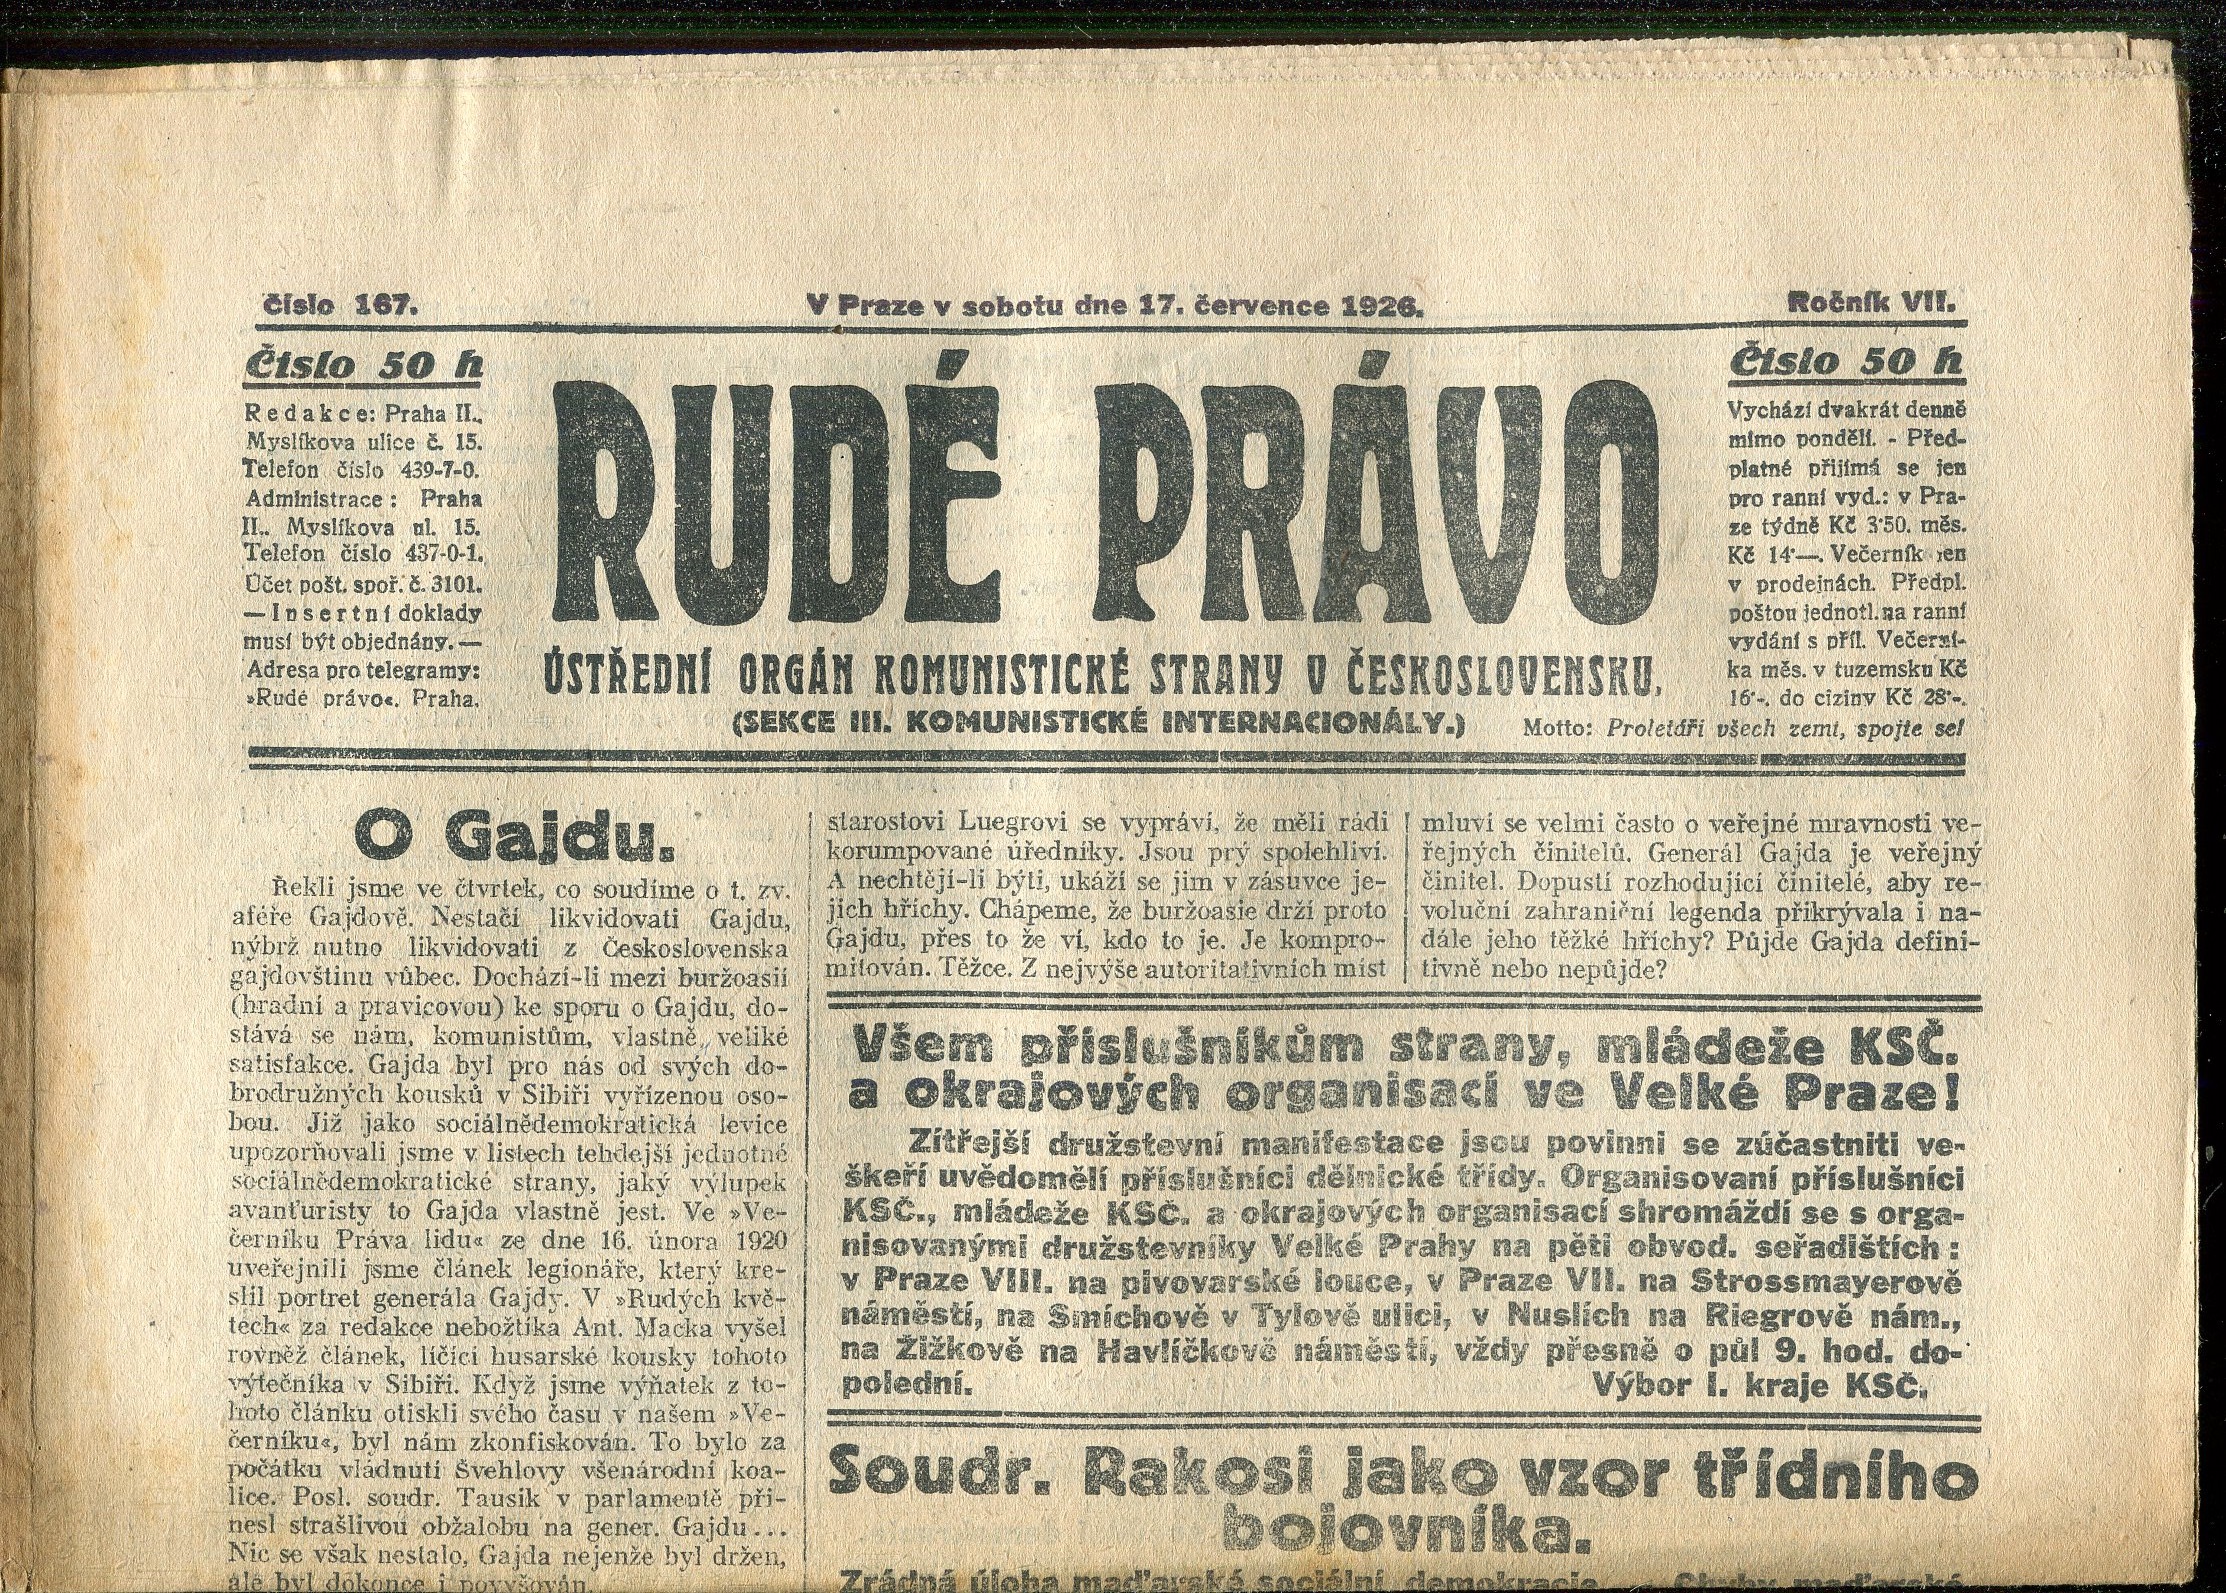 číslo 167.
V Praze v sobotu dne 17. července 1926.
Ročník VII.
Číslo 50 h
Redakce: Praha II.,
Myslíkova ulice č. 15.
Telefon číslo 439-7-0.
Administrace: Praha
II., Myslíkova ul. 15.
Telefon číslo 437-0-1.
Účet pošt. spoř. č. 3101.
— Insertní doklady
musí být objednány. —
Adresa pro telegramy:
»Rudé právo«. Praha.
RUDÉ PRÁVO
ÚSTŘEDNÍ ORGÁN KOMUNISTICKÉ STRANY V ČESKOSLOVENSKU.
(SEKCE III. KOMUNISTICKÉ INTERNACIONÁLY.)
Motto: Proletáři všech zemí, spojte se!
Číslo 50 h
Vychází dvakrát denně
mimo pondělí. - Před-
platné přijímá se jen
pro ranní vyd.: v Pra-
ze týdně Kč 3·50. měs.
Kč 14·—. Večerník jen
v prodejnách. Předpl.
poštou jednotl. na ranní
vydání s příl. Večerní-
ka měs. v tuzemsku Kč
16·-. do ciziny Kč 28·-.
O Gajdu.
Řekli jsme ve čtvrtek, co soudíme o t. zv.
aféře Gajdově. Nestačí likvidovati Gajdu,
nýbrž nutno likvidovati z Československa
gajdovštinu vůbec. Dochází-li mezi buržoasií
(hradní a pravicovou) ke sporu o Gajdu, do-
stává se nám, komunistům, vlastně veliké
satisfakce. Gajda byl pro nás od svých do-
brodružných kousků v Sibiři vyřízenou oso-
bou. Již jako sociálnědemokratická levice
upozorňovali jsme v listech tehdejší jednotné
sociálnědemokratické strany, jaký výlupek
avanťuristy to Gajda vlastně jest. Ve »Ve-
černíku Práva lidu« ze dne 16. února 1920
uveřejnili jsme článek legionáře, který kre-
slil portret generála Gajdy. V »Rudých kvě-
tech« za redakce nebožtíka Ant. Macka vyšel
rovněž článek, líčící husarské kousky tohoto
výtečníka v Sibiři. Když jsme výňatek z to-
hoto článku otiskli svého času v našem »Ve-
černíku«, byl nám zkonfiskován. To bylo za
počátku vládnutí Švehlovy všenárodní koa-
lice. Posl. soudr. Tausik v parlamentě při-
nesl strašlivou obžalobu na gener. Gajdu...
Nic se však nestalo, Gajda nejenže byl držen,
ale byl dokonce i povyšován.
starostovi Luegrovi se vypráví, že měli rádi
korumpované úředníky. Jsou prý spolehliví.
A nechtějí-li býti, ukáží se jim v zásuvce je-
jich hříchy. Chápeme, že buržoasie drží proto
Gajdu, přes to že ví, kdo to je. Je kompro-
mitován. Těžce. Z nejvýše autoritativních míst
mluví se velmi často o veřejné mravnosti ve-
řejných činitelů. Generál Gajda je veřejný
činitel. Dopustí rozhodující činitelé, aby re-
voluční zahraniční legenda přikrývala i na-
dále jeho těžké hříchy? Půjde Gajda defini-
tivně nebo nepůjde?
Všem příslušníkům strany, mládeže KSČ.
a okrajových organisací ve Velké Praze!
Zítřejší družstevní manifestace jsou povinni se zúčastniti ve-
škeří uvědomělí příslušníci dělnické třídy. Organisovaní příslušníci
KSČ., mládeže KSČ. a okrajových organisací shromáždí se s orga-
nisovanými družstevníky Velké Prahy na pěti obvod. seřadištích:
v Praze VIII. na pivovarské louce, v Praze VII. na Strossmayerově
náměstí, na Smíchově v Tylově ulici, v Nuslích na Riegrově nám.,
na Žižkově na Havlíčkově náměstí, vždy přesně o půl 9. hod. do-
polední.
Výbor I. kraje KSČ.
Soudr. Rakosi jako vzor třídního
bojovníka.
Zrádná úloha maďarské sociální demokracie. — Chyby maďarské